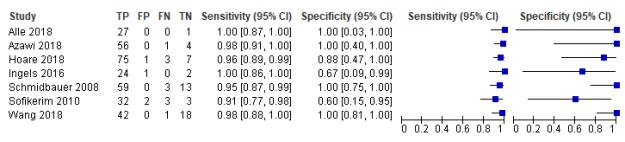 Study TP FP FN TN Sensitivity (95% CI) Specificity (95% CI) Sensitivity (95% CI) Specificity (95% CI)
Alle 2018 27 0 0 1 1.00 [0.87, 1.00] 1.00 [0.03, 1.00]
Azawi 2018 56 0 1 4 0.98 [0.91, 1.00] 1.00 [0.40, 1.00]
Hoare 2018 75 1 3 7 0.96 [0.89, 0.99] 0.88 [0.47, 1.00]
Ingels 2016 24 1 0 2 1.00 [0.86, 1.00] 0.67 [0.09, 0.99]
Schmidbauer 2008 59 0 3 13 0.95 [0.87, 0.99] 1.00 [0.75, 1.00]
Sofikerim 2010 32 2 3 3 0.91 [0.77, 0.98] 0.60 [0.15, 0.95]
Wang 2018 42 0 1 18 0.98 [0.88, 1.00] 1.00 [0.81, 1.00]
0 0.2 0.4 0.6 0.8 1 0 0.2 0.4 0.6 0.8 1